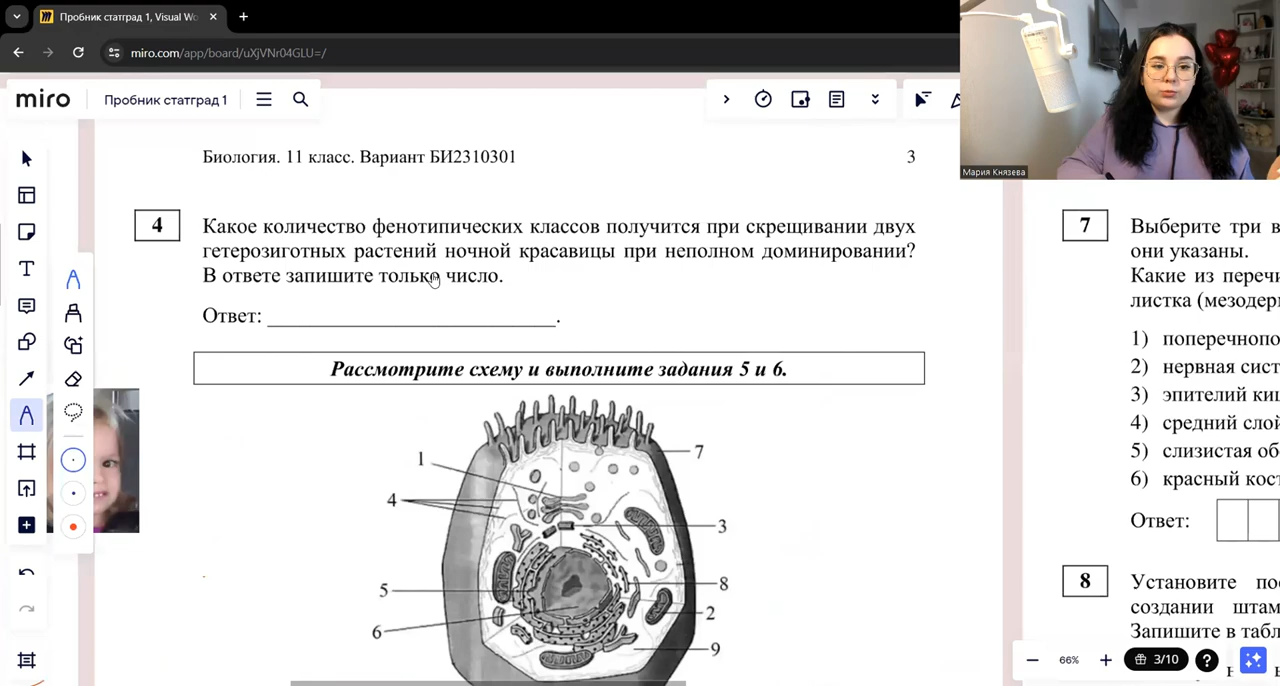 Пробник статград 1, Visual Wo
miro.com/app/board/uXjVNr04GLU=/
miro
Пробник статград 1
Мария Князева
Биология. 11 класс. Вариант БИ2310301
3
4
Какое количество фенотипических классов получится при скрещивании двух
гетерозиготных растений ночной красавицы при неполном доминировании?
В ответе запишите только число.
Ответ: ____________________________.
Рассмотрите схему и выполните задания 5 и 6.
1
4
5
6
7
3
8
2
9
7
Выберите три в
они указаны.
Какие из перечи
листка (мезодер
1) поперечнопо
2) нервная сист
3) эпителий ки
4) средний слой
5) слизистая об
6) красный кост
Ответ:
8
Установите по
создании штам
Запишите в табл
66%
3/10